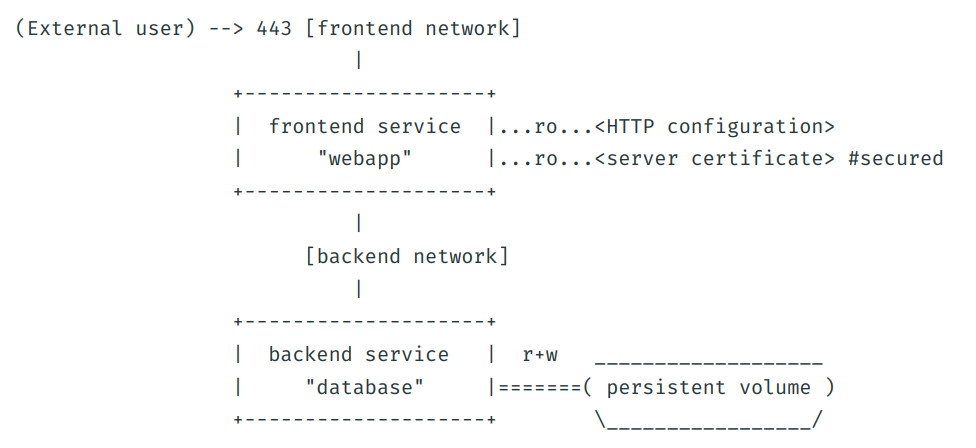 (External user) --> 443 [frontend network]
                            |
                  +--------------------+
                  |  frontend service  |...ro...<HTTP configuration>
                  |      "webapp"      |...ro...<server certificate> #secured
                  +--------------------+
                            |
                        [backend network]
                            |
                  +--------------------+
                  |  backend service   |  r+w   ___________________
                  |     "database"     |=======( persistent volume )
                  +--------------------+        \_________________/